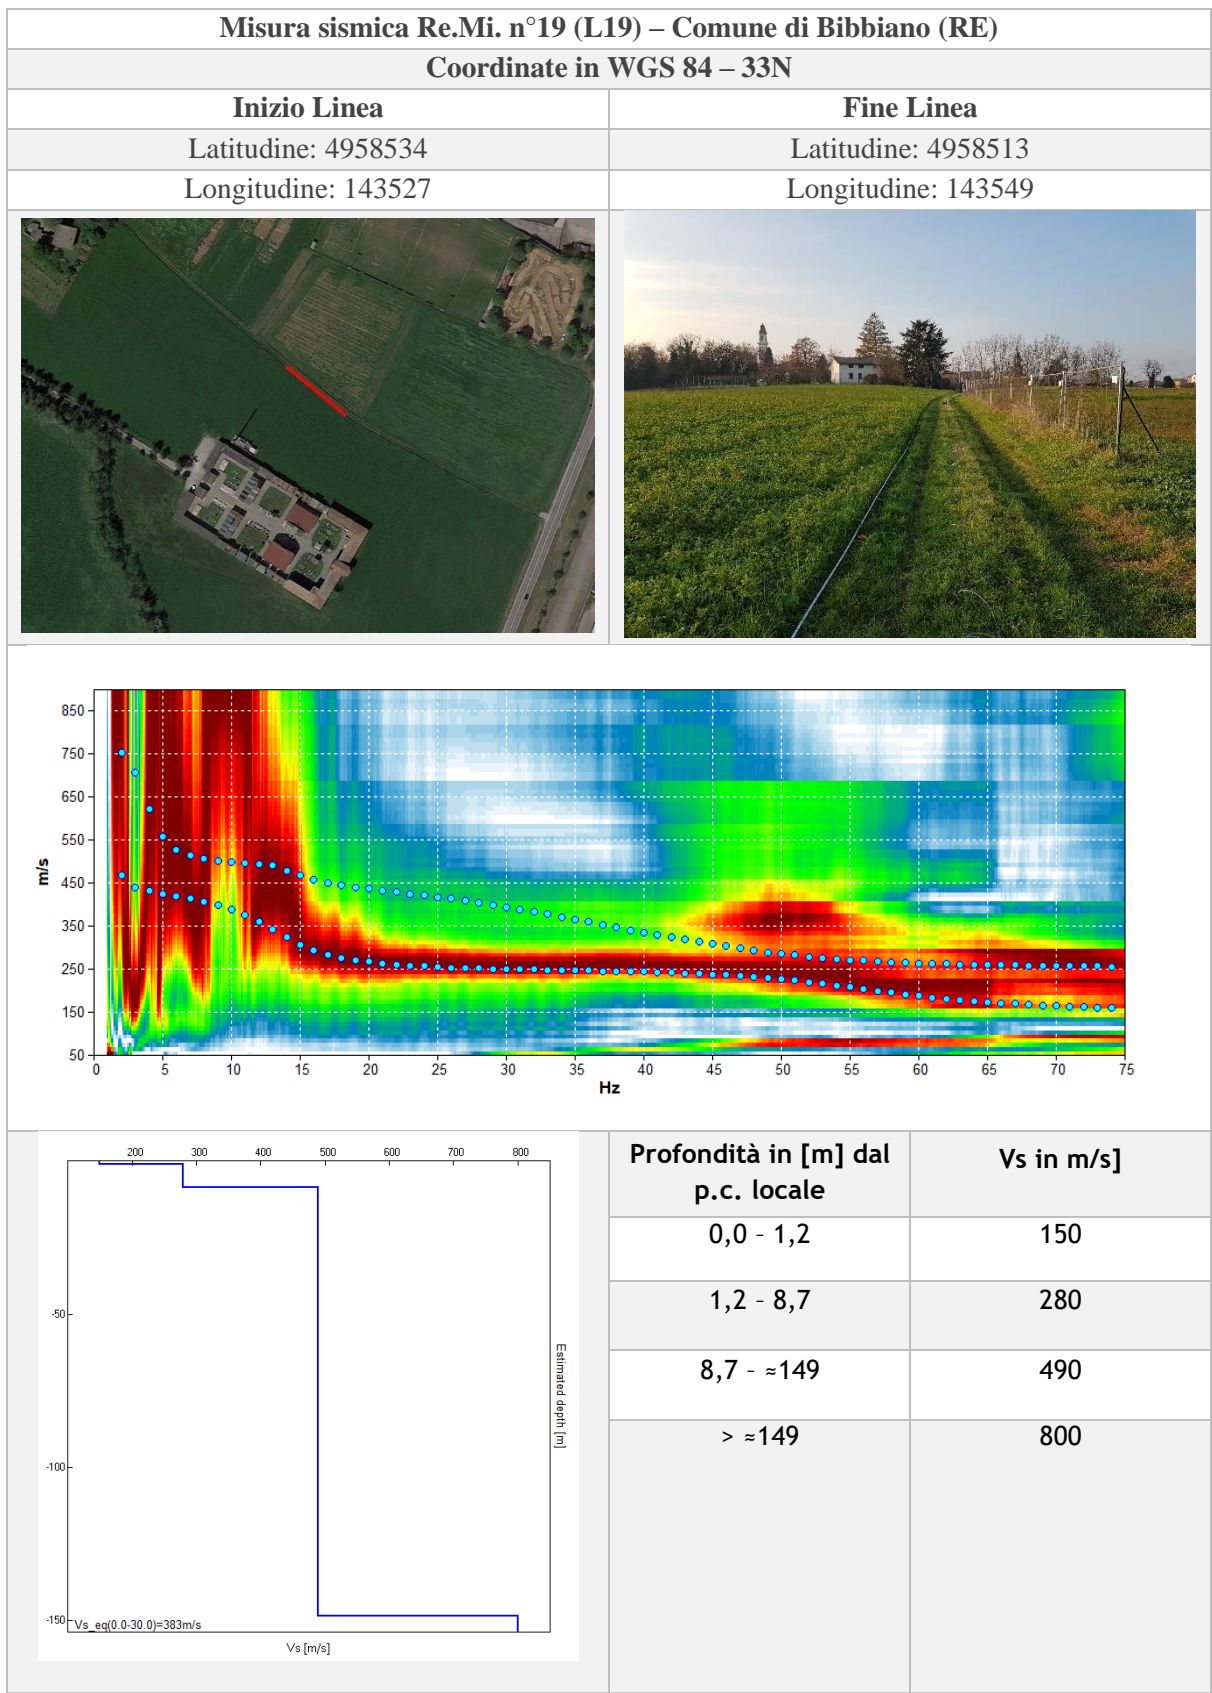 Misura sismica Re.Mi. n°19 (L19) – Comune di Bibbiano (RE)
Coordinate in WGS 84 – 33N
Inizio Linea
Fine Linea
Latitudine: 4958534
Latitudine: 4958513
Longitudine: 143527
Longitudine: 143549
850
750
650
550
450
350
250
150
50
m/s
0 5 10 15 20 25 30 35 40 45 50 55 60 65 70 75
Hz
200 300 400 500 600 700 800
-50
-100
-150
Estimated depth [m]
Vs_eq(0.0-30.0)=383m/s
Vs [m/s]
Profondità in [m] dal
p.c. locale
Vs in m/s]
0,0 – 1,2
150
1,2 – 8,7
280
8,7 – ≈149
490
> ≈149
800